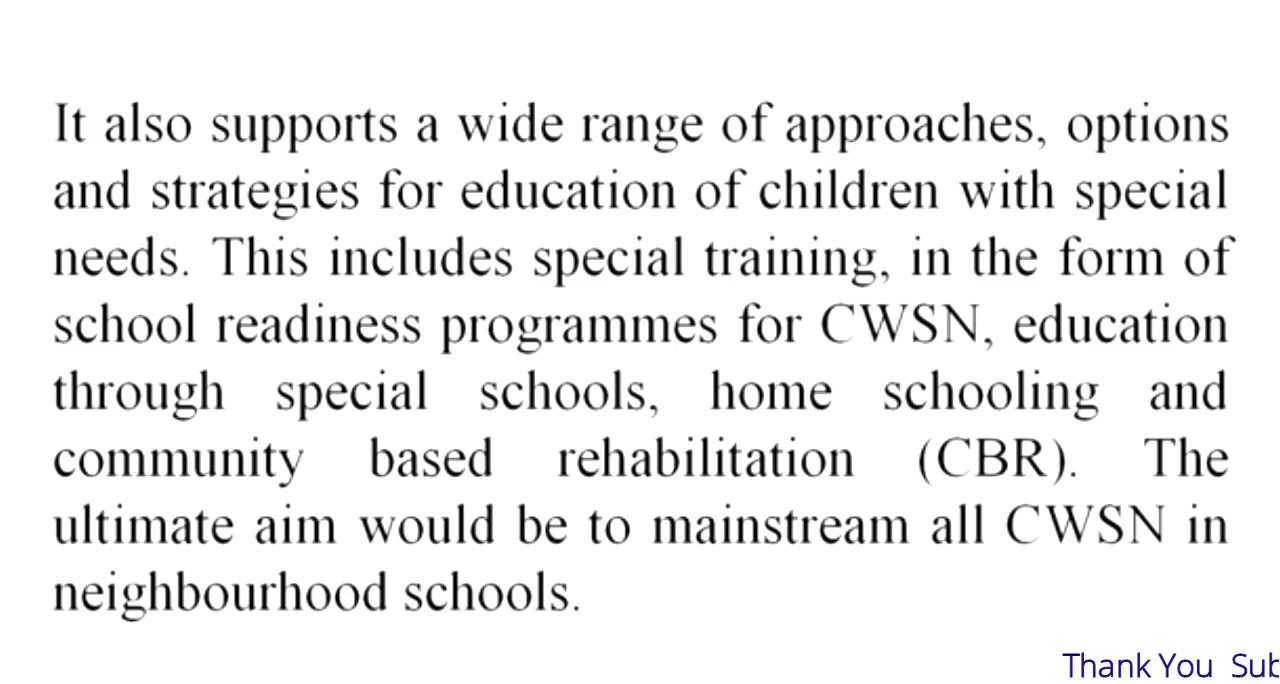 It also supports a wide range of approaches, options
and strategies for education of children with special
needs. This includes special training, in the form of
school readiness programmes for CWSN, education
through special schools, home schooling and
community based rehabilitation (CBR). The
ultimate aim would be to mainstream all CWSN in
neighbourhood schools.
Thank You Sub